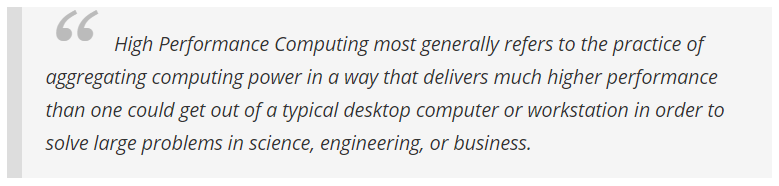 “ High Performance Computing most generally refers to the practice of
aggregating computing power in a way that delivers much higher performance
than one could get out of a typical desktop computer or workstation in order to
solve large problems in science, engineering, or business.